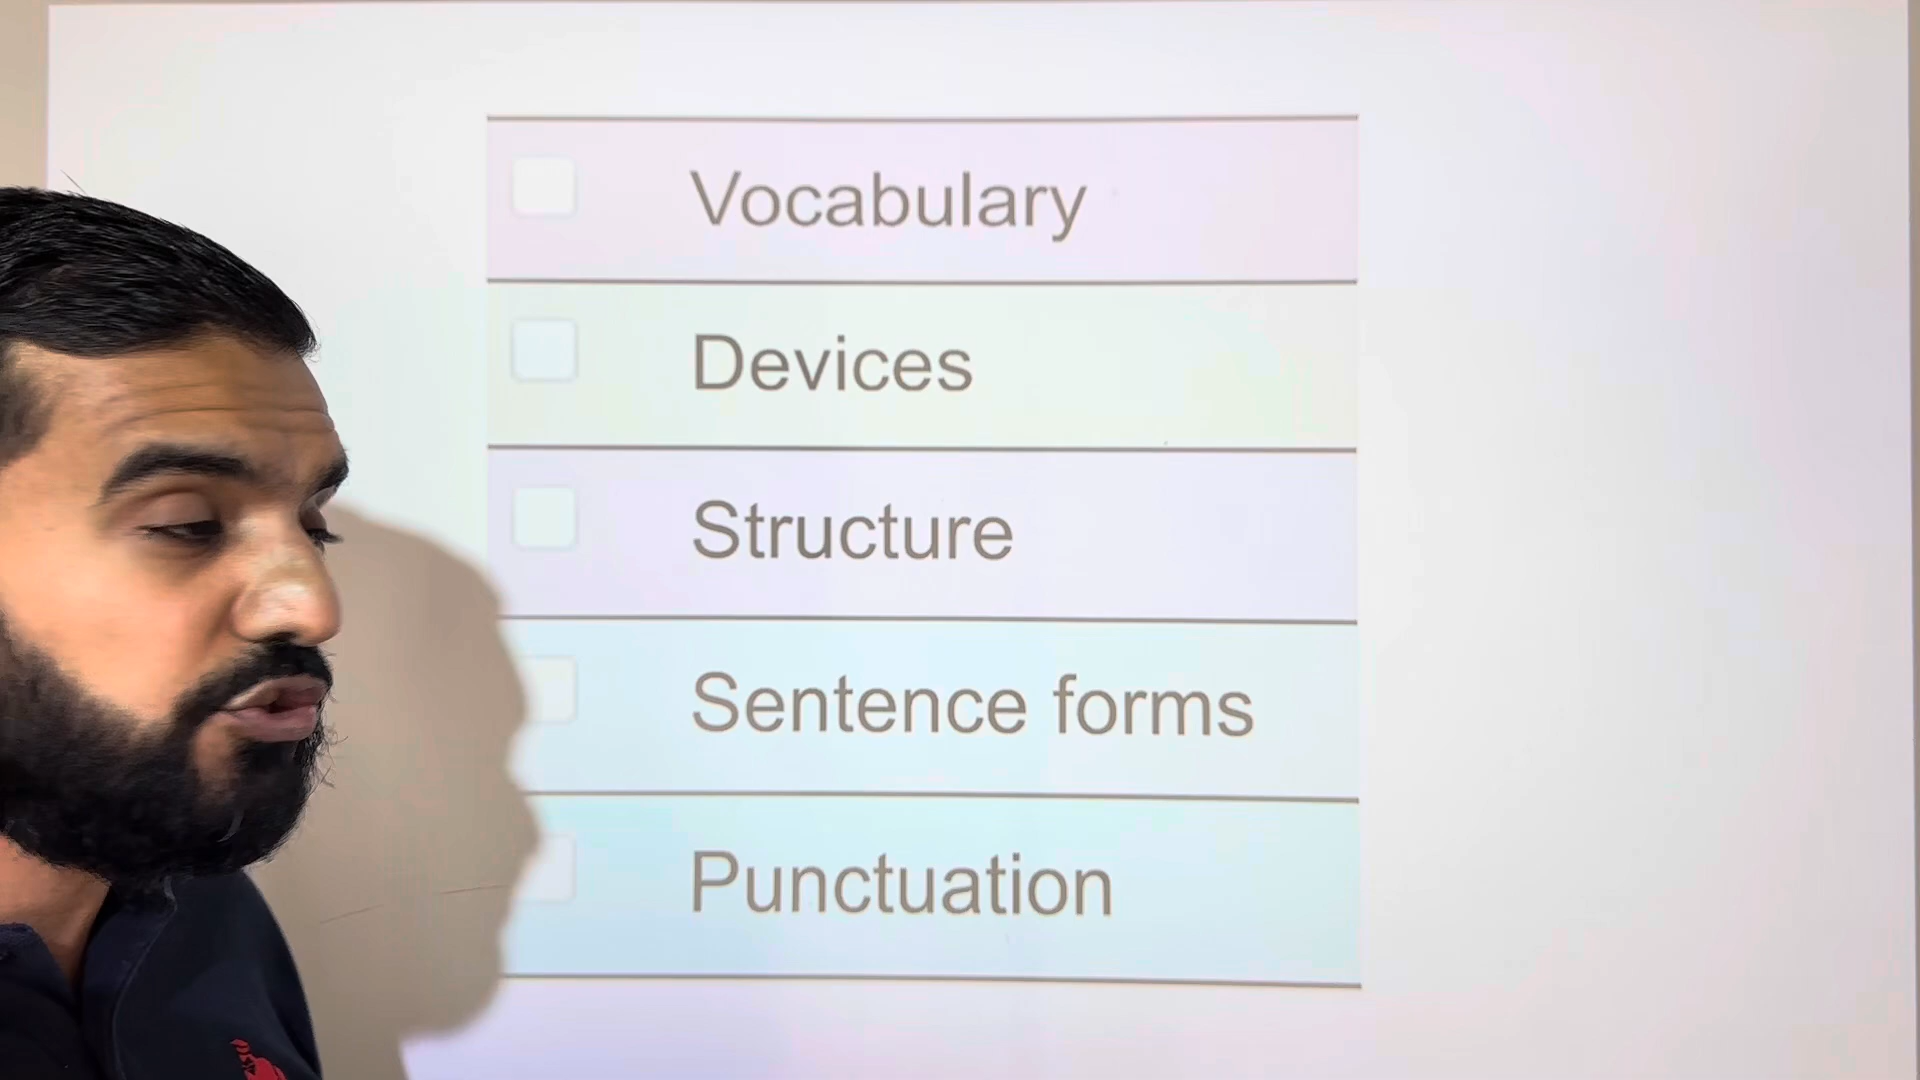 Vocabulary
Devices
Structure
Sentence forms
Punctuation